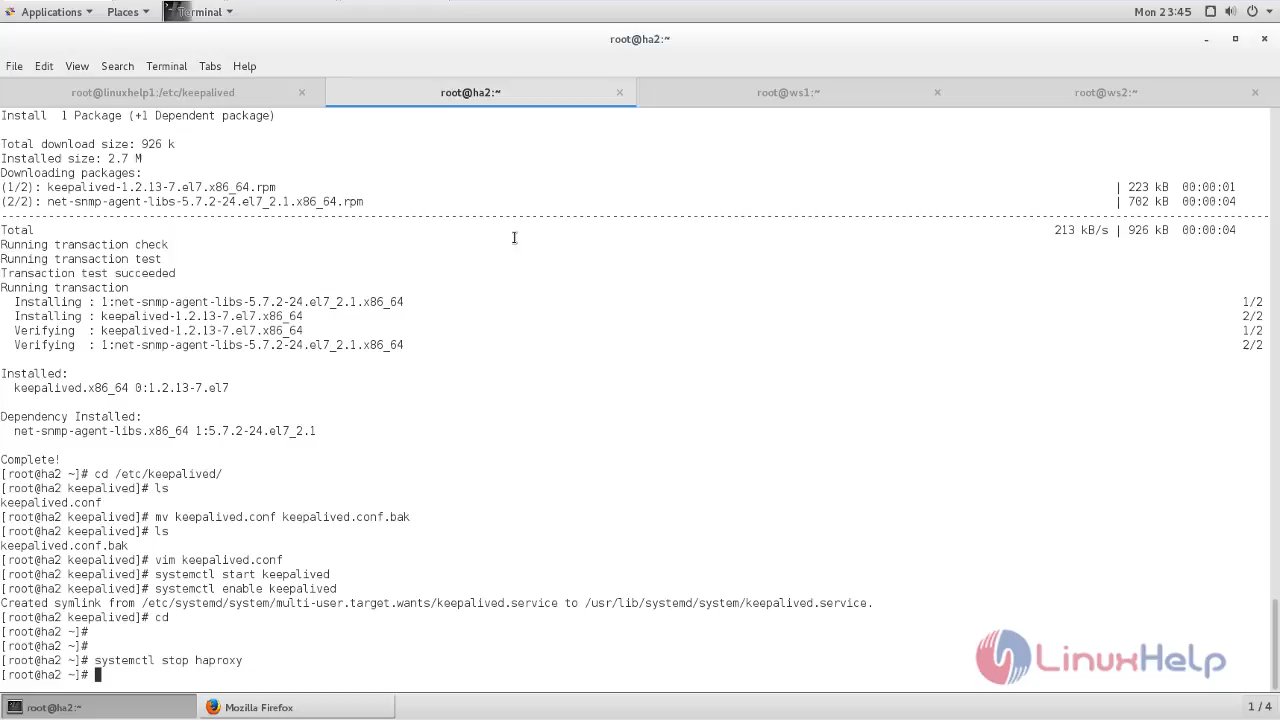 Applications Places Terminal Mon 23:45
root@ha2:~
File Edit View Search Terminal Tabs Help
root@linuxhelp1:/etc/keepalived × root@ha2:~ × root@ws1:~ × root@ws2:~ ×
Install  1 Package (+1 Dependent package)
Total download size: 926 k
Installed size: 2.7 M
Downloading packages:
(1/2): keepalived-1.2.13-7.el7.x86_64.rpm | 223 kB  00:00:01
(2/2): net-snmp-agent-libs-5.7.2-24.el7_2.1.x86_64.rpm | 702 kB  00:00:04
--------------------------------------------------------------------------------
Total 213 kB/s | 926 kB  00:00:04
Running transaction check
Running transaction test
Transaction test succeeded
Running transaction
Installing : 1:net-snmp-agent-libs-5.7.2-24.el7_2.1.x86_64 1/2
Installing : keepalived-1.2.13-7.el7.x86_64 2/2
Verifying  : keepalived-1.2.13-7.el7.x86_64 1/2
Verifying  : 1:net-snmp-agent-libs-5.7.2-24.el7_2.1.x86_64 2/2
Installed:
keepalived.x86_64 0:1.2.13-7.el7
Dependency Installed:
net-snmp-agent-libs.x86_64 1:5.7.2-24.el7_2.1
Complete!
[root@ha2 ~]# cd /etc/keepalived/
[root@ha2 keepalived]# ls
keepalived.conf
[root@ha2 keepalived]# mv keepalived.conf keepalived.conf.bak
[root@ha2 keepalived]# ls
keepalived.conf.bak
[root@ha2 keepalived]# vim keepalived.conf
[root@ha2 keepalived]# systemctl start keepalived
[root@ha2 keepalived]# systemctl enable keepalived
Created symlink from /etc/systemd/system/multi-user.target.wants/keepalived.service to /usr/lib/systemd/system/keepalived.service.
[root@ha2 keepalived]# cd
[root@ha2 ~]#
[root@ha2 ~]#
[root@ha2 ~]# systemctl stop haproxy
[root@ha2 ~]#
LinuxHelp
root@ha2:~ Mozilla Firefox 1 / 4